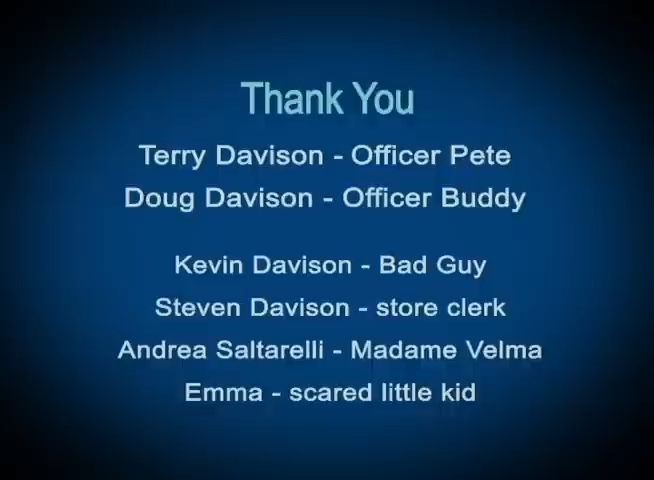 Thank You
Terry Davison - Officer Pete
Doug Davison - Officer Buddy
Kevin Davison - Bad Guy
Steven Davison - store clerk
Andrea Saltarelli - Madame Velma
Emma - scared little kid